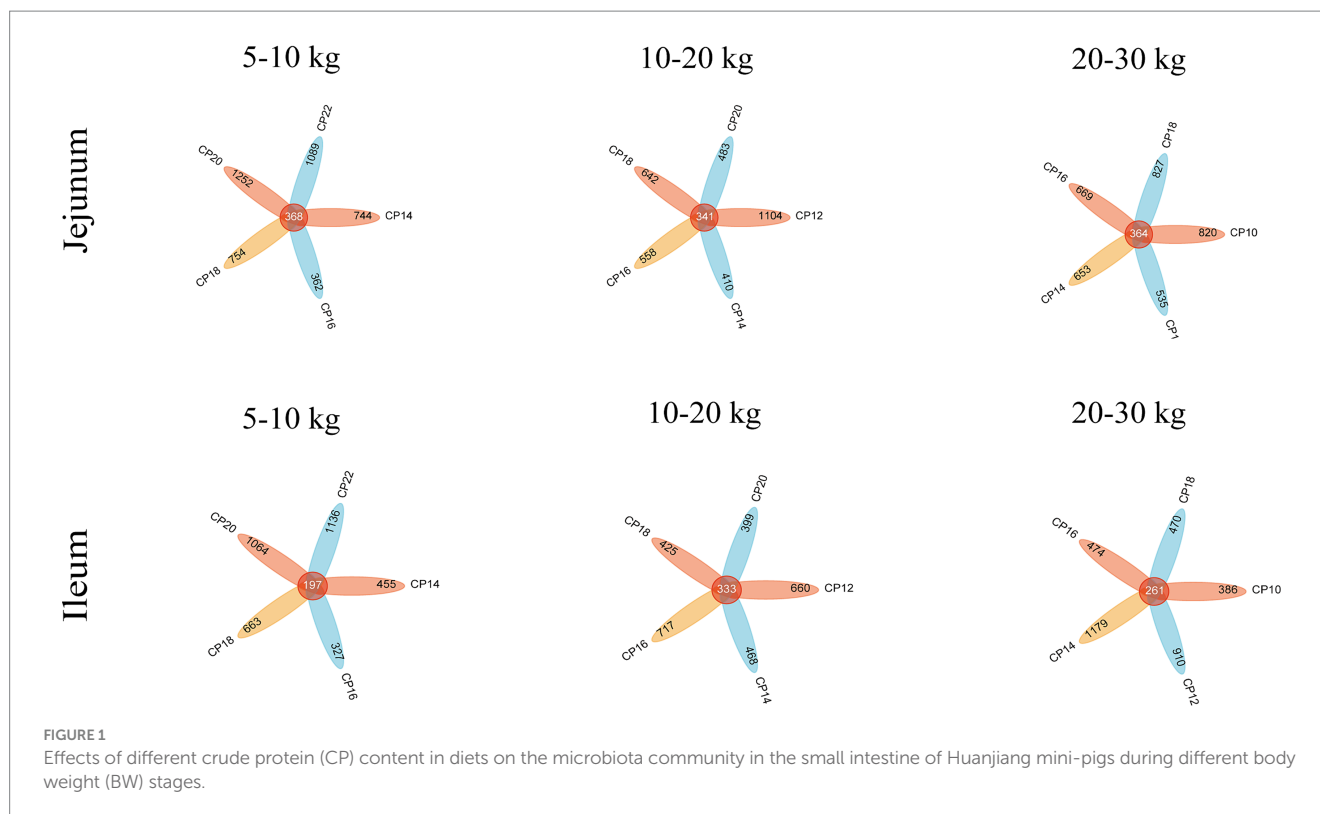 5-10 kg
10-20 kg
20-30 kg
Jejunum
CP22
1089
CP20
1252
368
744
CP14
754
CP18
362
CP16
CP20
483
CP18
642
341
1104
CP12
558
CP16
410
CP14
CP18
827
CP16
669
364
820
CP10
653
CP14
535
CP1
5-10 kg
10-20 kg
20-30 kg
Ileum
CP22
1136
CP20
1064
197
455
CP14
663
CP18
327
CP16
CP20
399
CP18
425
333
660
CP12
717
CP16
468
CP14
CP18
470
CP16
474
261
386
CP10
1179
CP14
910
CP12
FIGURE 1
Effects of different crude protein (CP) content in diets on the microbiota community in the small intestine of Huanjiang mini-pigs during different body
weight (BW) stages.